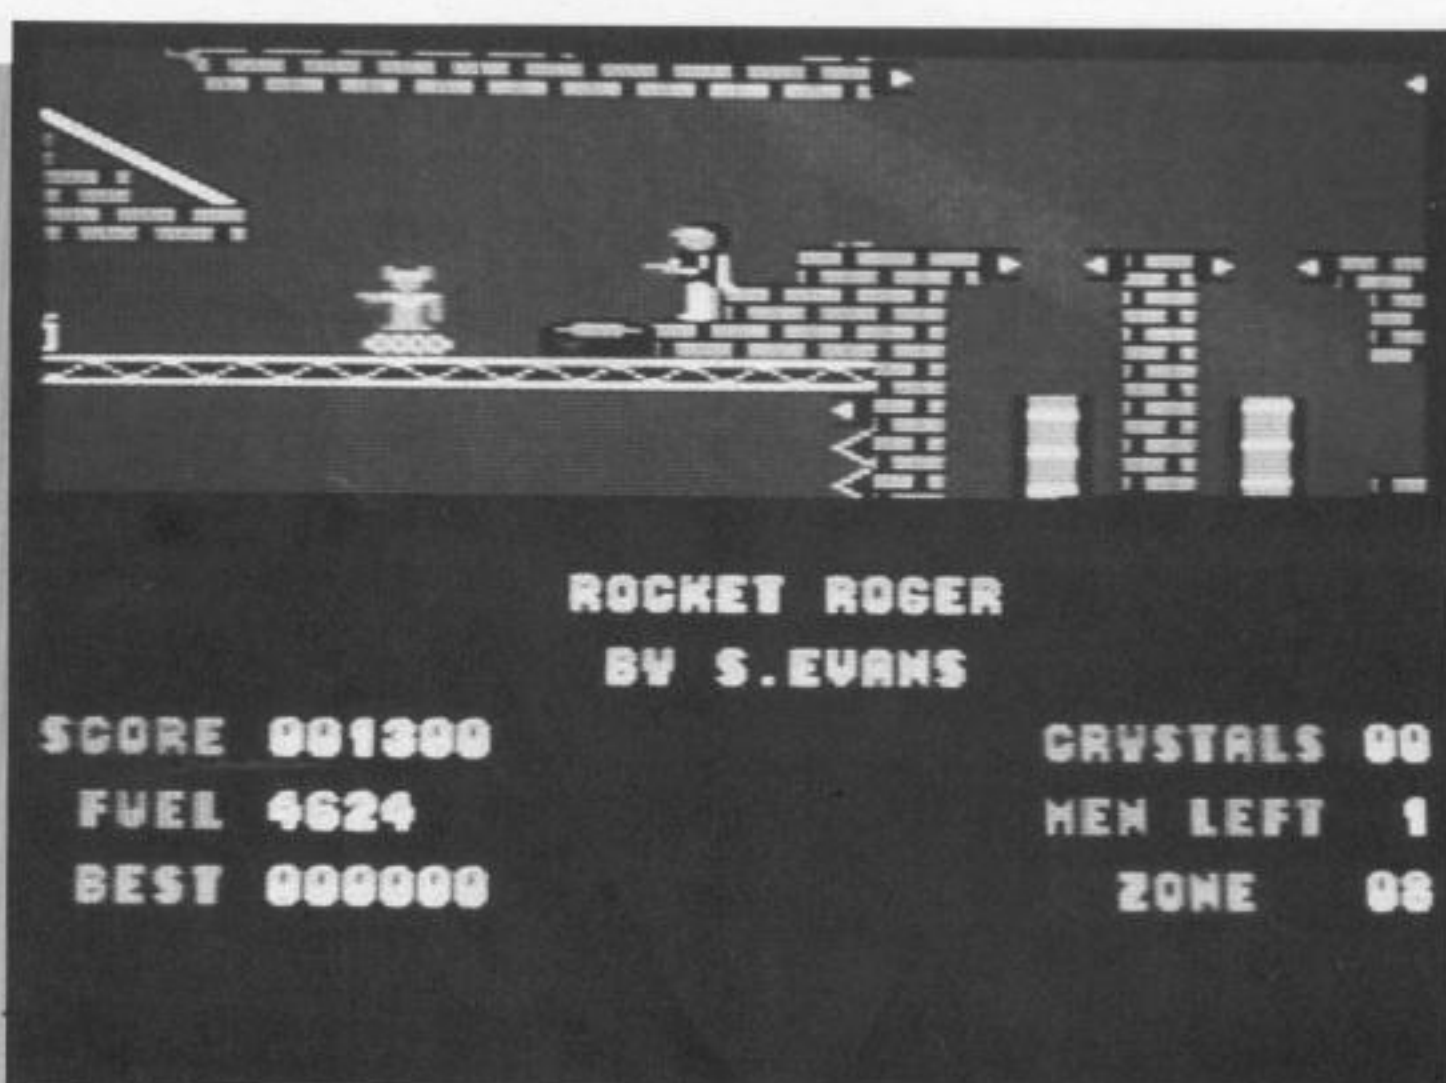 ROCKET ROGER
BY S.EVANS
SCORE 001300
CRYSTALS 00
FUEL 4624
MEN LEFT 1
BEST 000000
ZONE 08